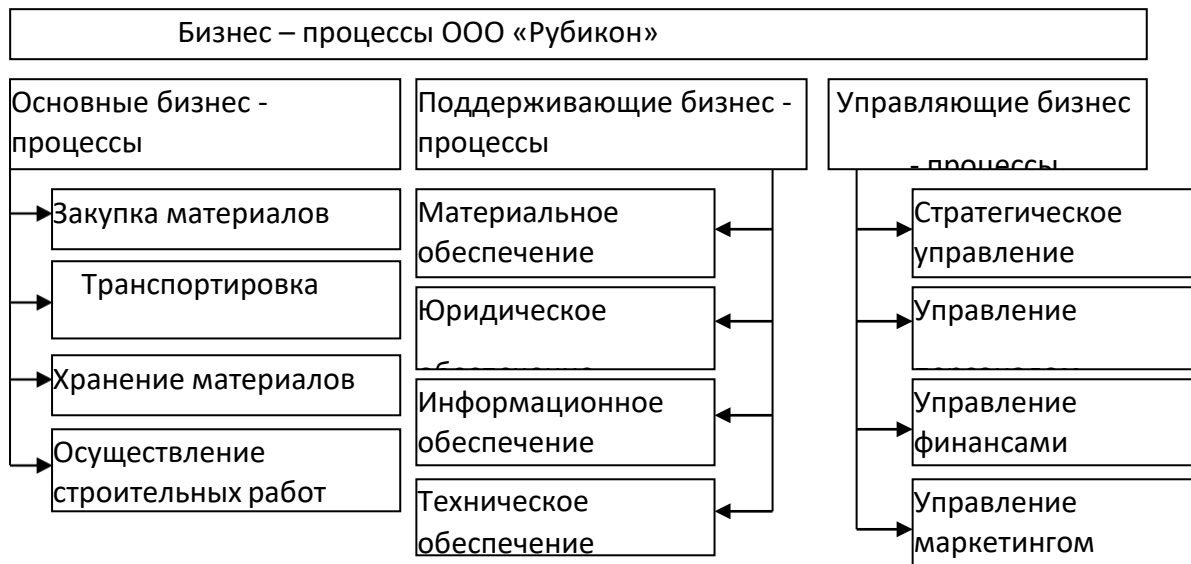 Бизнес – процессы ООО «Рубикон»
Основные бизнес -
процессы
Закупка материалов
Транспортировка
Хранение материалов
Осуществление
строительных работ
Поддерживающие бизнес -
процессы
Материальное
обеспечение
Юридическое
Информационное
обеспечение
Техническое
обеспечение
Управляющие бизнес
- процессы
Стратегическое
управление
Управление
Управление
финансами
Управление
маркетингом